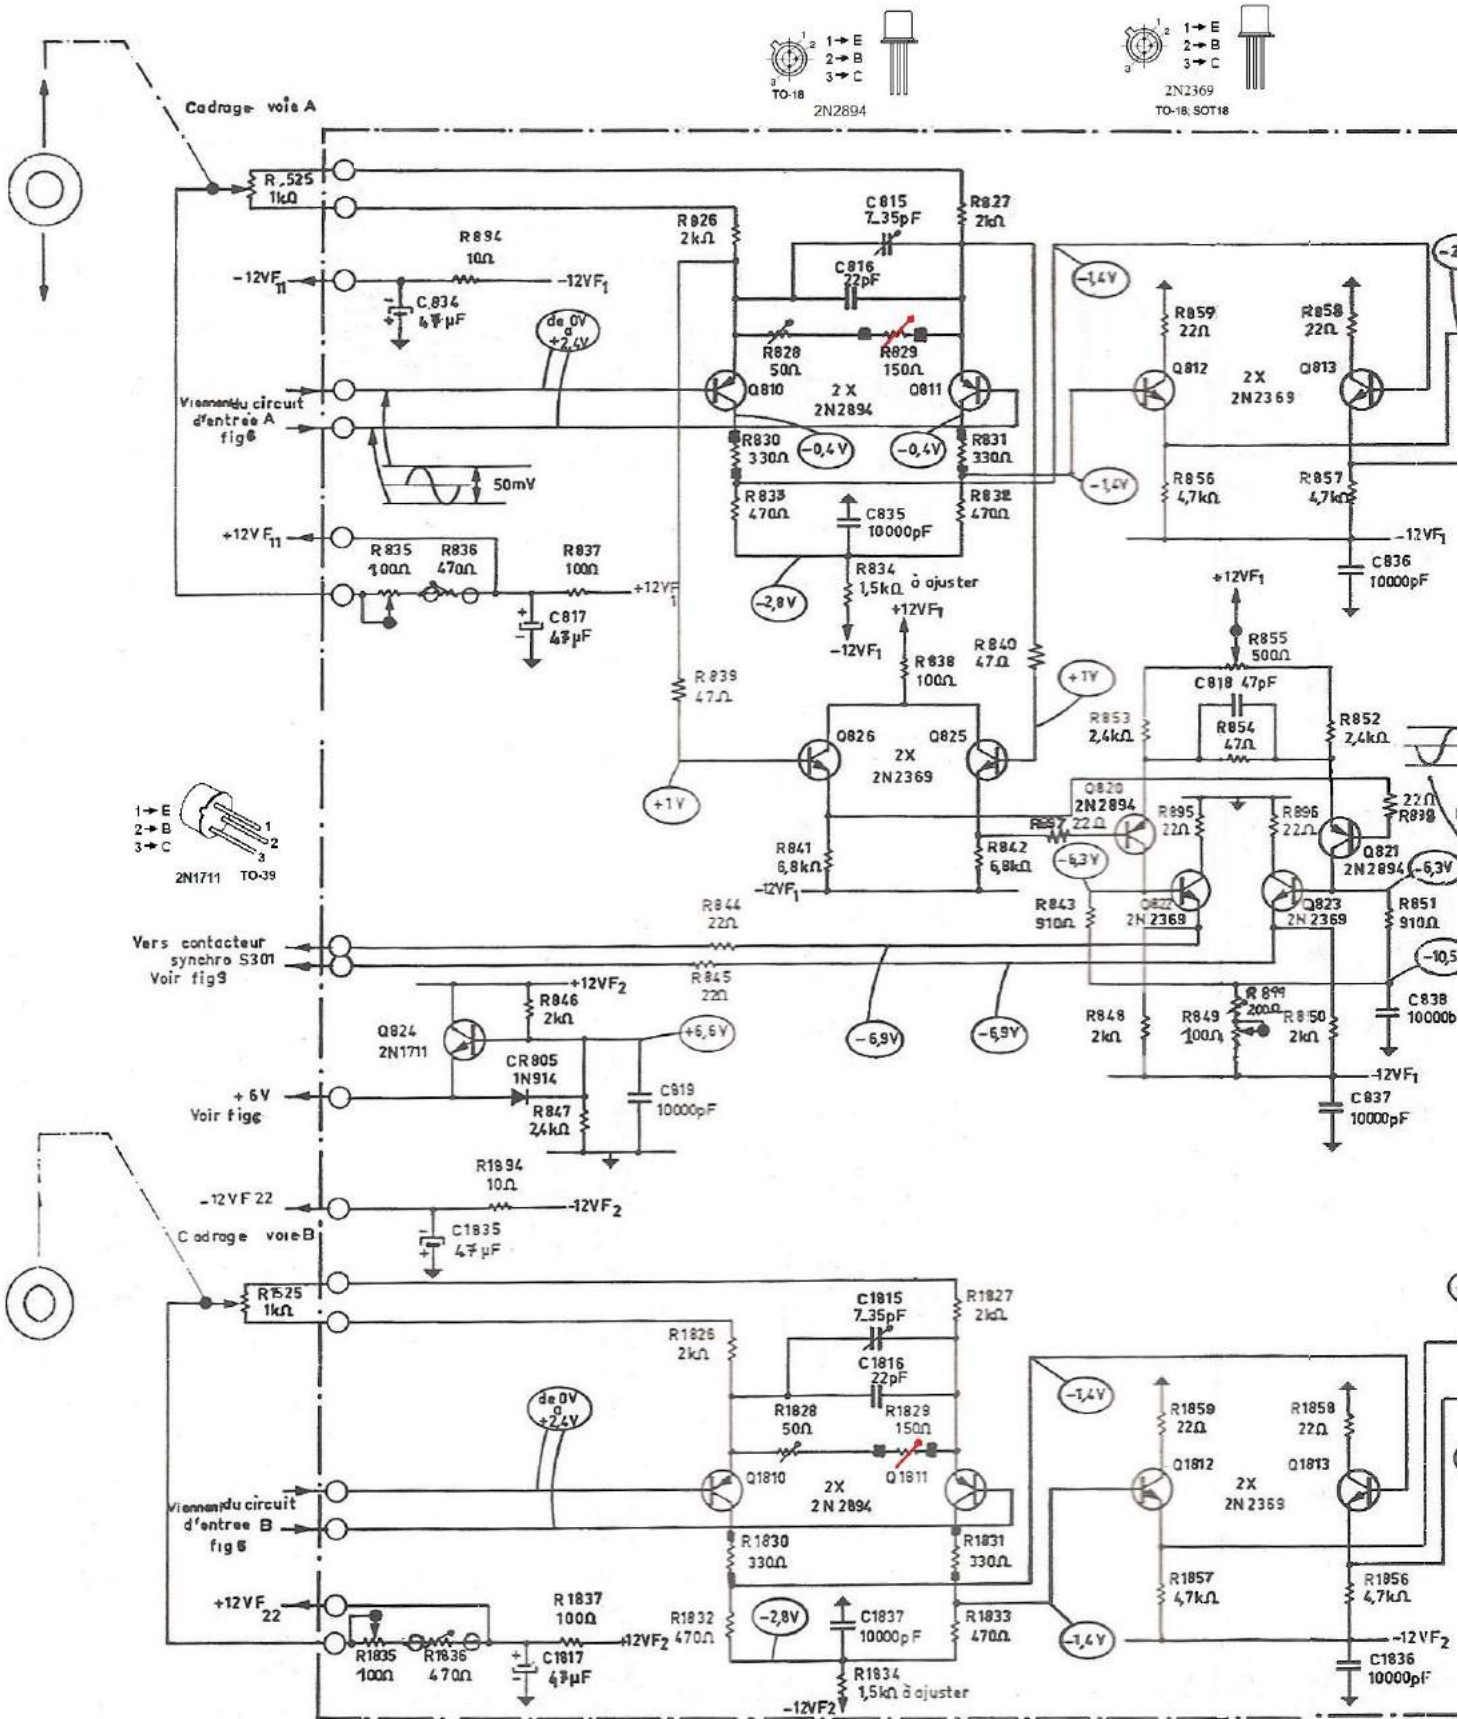 1→E
2→B
3→C
TO-18
2N2894
1→E
2→B
3→C
2N2369
TO-18; SOT18
Cadrage voie A
R.525
1kΩ
R894
10Ω
-12VF11
-12VF1
C834
47µF
de 0V
a
+2,4V
Viennent du circuit
d'entrée A
fig6
50mV
+12VF11
R835
100Ω
R836
470Ω
R837
100Ω
+12VF1
C817
47µF
R826
2kΩ
C815
7_35pF
R827
2kΩ
C816
22pF
R828
50Ω
R829
150Ω
Q810
2X
2N2894
Q811
-0,4V
-0,4V
R830
330Ω
R831
330Ω
R833
470Ω
C835
10000pF
R832
470Ω
-2,8V
R834
1,5kΩ à ajuster
-12VF1
-1,4V
-1,4V
R859
22Ω
R858
22Ω
Q812
2X
2N2369
Q813
R856
4,7kΩ
R857
4,7kΩ
-12VF1
C836
10000pF
+12VF1
R838
100Ω
R839
47Ω
R840
47Ω
+1V
+1V
Q826
2X
2N2369
Q825
R841
6,8kΩ
R842
6,8kΩ
-12VF1
+12VF1
R855
500Ω
C818 47pF
R853
2,4kΩ
R854
47Ω
R852
2,4kΩ
Q820
2N2894
R897 22Ω
R895
22Ω
R896
22Ω
22Ω
R898
Q821
2N2894
-6,3V
-6,3V
Q822
2N2369
Q823
2N2369
R843
910Ω
R851
910Ω
-10,5
R848
2kΩ
R849
100Ω
R899
200Ω
R850
2kΩ
C838
10000p
-12VF1
C837
10000pF
1→E
2→B
3→C
1
2
3
2N1711 TO-39
R844
22Ω
R845
22Ω
Vers contacteur
synchro S301
Voir fig9
-6,9V
-6,9V
+12VF2
R846
2kΩ
Q824
2N1711
+6,6V
CR805
1N914
+6V
Voir fig6
R847
2,4kΩ
C819
10000pF
R1894
10Ω
-12VF22
-12VF2
C1835
47µF
Cadrage voie B
R1525
1kΩ
R1826
2kΩ
C1815
7_35pF
R1827
2kΩ
C1816
22pF
R1828
50Ω
R1829
150Ω
de 0V
a
+2,4V
Q1810
2X
2N2894
Q1811
Viennent du circuit
d'entrée B
fig6
R1830
330Ω
R1831
330Ω
+12VF22
R1835
100Ω
R1836
470Ω
R1837
100Ω
+12VF2
C1817
47µF
R1832
470Ω
-2,8V
C1837
10000pF
R1833
470Ω
R1834
1,5kΩ à ajuster
-12VF2
-1,4V
-1,4V
R1859
22Ω
R1858
22Ω
Q1812
2X
2N2369
Q1813
R1857
4,7kΩ
R1856
4,7kΩ
-12VF2
C1836
10000pF